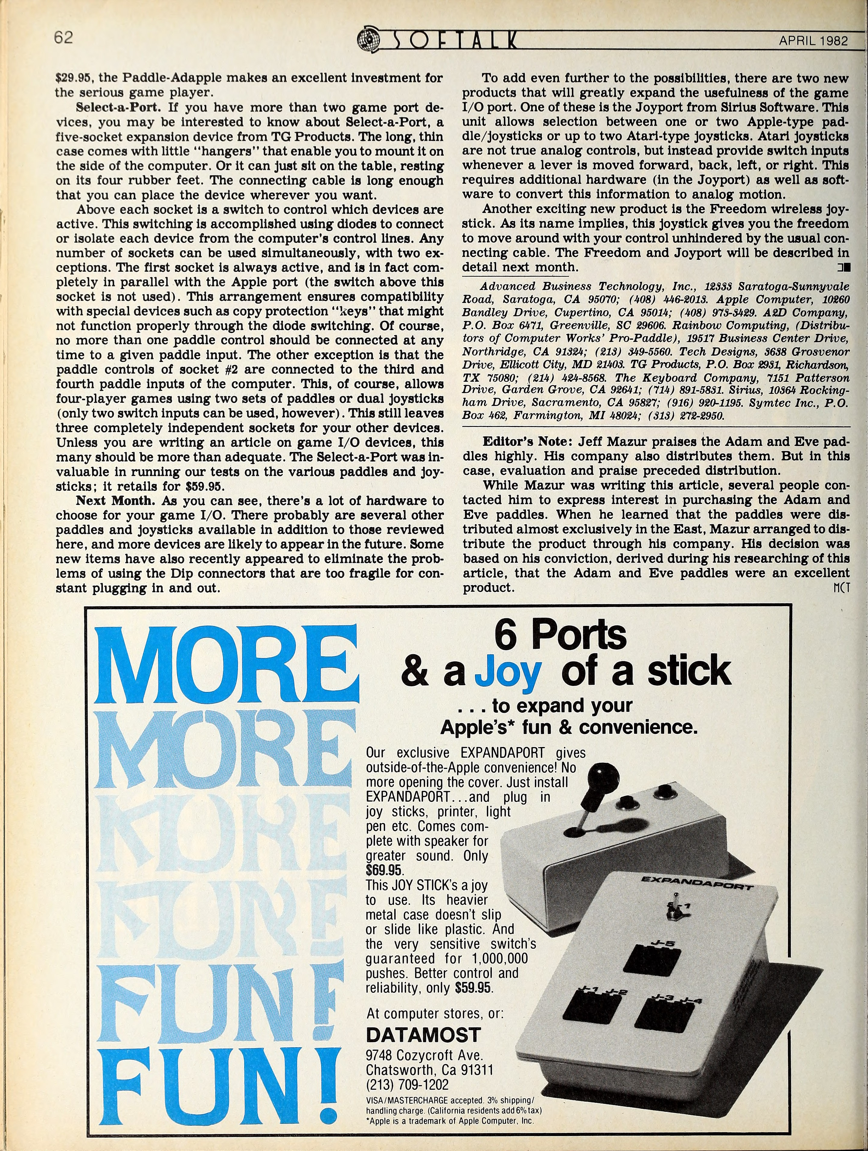 62
SOFTALK
APRIL 1982
$29.95, the Paddle-Adapple makes an excellent investment for
the serious game player.
Select-a-Port. If you have more than two game port de-
vices, you may be interested to know about Select-a-Port, a
five-socket expansion device from TG Products. The long, thin
case comes with little "hangers" that enable you to mount it on
the side of the computer. Or it can just sit on the table, resting
on its four rubber feet. The connecting cable is long enough
that you can place the device wherever you want.
Above each socket is a switch to control which devices are
active. This switching is accomplished using diodes to connect
or isolate each device from the computer's control lines. Any
number of sockets can be used simultaneously, with two ex-
ceptions. The first socket is always active, and is in fact com-
pletely in parallel with the Apple port (the switch above this
socket is not used). This arrangement ensures compatibility
with special devices such as copy protection "keys" that might
not function properly through the diode switching. Of course,
no more than one paddle control should be connected at any
time to a given paddle input. The other exception is that the
paddle controls of socket #2 are connected to the third and
fourth paddle inputs of the computer. This, of course, allows
four-player games using two sets of paddles or dual joysticks
(only two switch inputs can be used, however). This still leaves
three completely independent sockets for your other devices.
Unless you are writing an article on game I/O devices, this
many should be more than adequate. The Select-a-Port was in-
valuable in running our tests on the various paddles and joy-
sticks; it retails for $59.95.
Next Month. As you can see, there's a lot of hardware to
choose for your game I/O. There probably are several other
paddles and joysticks available in addition to those reviewed
here, and more devices are likely to appear in the future. Some
new items have also recently appeared to eliminate the prob-
lems of using the Dip connectors that are too fragile for con-
stant plugging in and out.
To add even further to the possibilities, there are two new
products that will greatly expand the usefulness of the game
I/O port. One of these is the Joyport from Sirius Software. This
unit allows selection between one or two Apple-type pad-
dle/joysticks or up to two Atari-type joysticks. Atari joysticks
are not true analog controls, but instead provide switch inputs
whenever a lever is moved forward, back, left, or right. This
requires additional hardware (in the Joyport) as well as soft-
ware to convert this information to analog motion.
Another exciting new product is the Freedom wireless joy-
stick. As its name implies, this joystick gives you the freedom
to move around with your control unhindered by the usual con-
necting cable. The Freedom and Joyport will be described in
detail next month.
Advanced Business Technology, Inc., 12333 Saratoga-Sunnyvale
Road, Saratoga, CA 95070; (408) 446-2013. Apple Computer, 10260
Bandley Drive, Cupertino, CA 95014; (408) 973-3429. A2D Company,
P.O. Box 6471, Greenville, SC 29606. Rainbow Computing, (Distribu-
tors of Computer Works' Pro-Paddle), 19517 Business Center Drive,
Northridge, CA 91324; (213) 349-5560. Tech Designs, 3638 Grosvenor
Drive, Ellicott City, MD 21403. TG Products, P.O. Box 2931, Richardson,
TX 75080; (214) 424-8568. The Keyboard Company, 7151 Patterson
Drive, Garden Grove, CA 92641; (714) 891-5831. Sirius, 10364 Rocking-
ham Drive, Sacramento, CA 95827; (916) 920-1195. Symtec Inc., P.O.
Box 462, Farmington, MI 48024; (313) 272-2950.
Editor's Note: Jeff Mazur praises the Adam and Eve pad-
dles highly. His company also distributes them. But in this
case, evaluation and praise preceded distribution.
While Mazur was writing this article, several people con-
tacted him to express interest in purchasing the Adam and
Eve paddles. When he learned that the paddles were dis-
tributed almost exclusively in the East, Mazur arranged to dis-
tribute the product through his company. His decision was
based on his conviction, derived during his researching of this
article, that the Adam and Eve paddles were an excellent
product. MCT
MORE
MORE
FUN!
FUN!
6 Ports
& a Joy of a stick
... to expand your
Apple's* fun & convenience.
Our exclusive EXPANDAPORT gives
outside-of-the-Apple convenience! No
more opening the cover. Just install
EXPANDAPORT...and plug in
joy sticks, printer, light
pen etc. Comes com-
plete with speaker for
greater sound. Only
$69.95.
This JOY STICK's a joy
to use. Its heavier
metal case doesn't slip
or slide like plastic. And
the very sensitive switch's
guaranteed for 1,000,000
pushes. Better control and
reliability, only $59.95.
At computer stores, or:
DATAMOST
9748 Cozycroft Ave.
Chatsworth, Ca 91311
(213) 709-1202
VISA/MASTERCHARGE accepted. 3% shipping/
handling charge. (California residents add 6% tax)
*Apple is a trademark of Apple Computer, Inc.
EXPANDAPORT
J-5
J-1 J-2
J-3 J-4